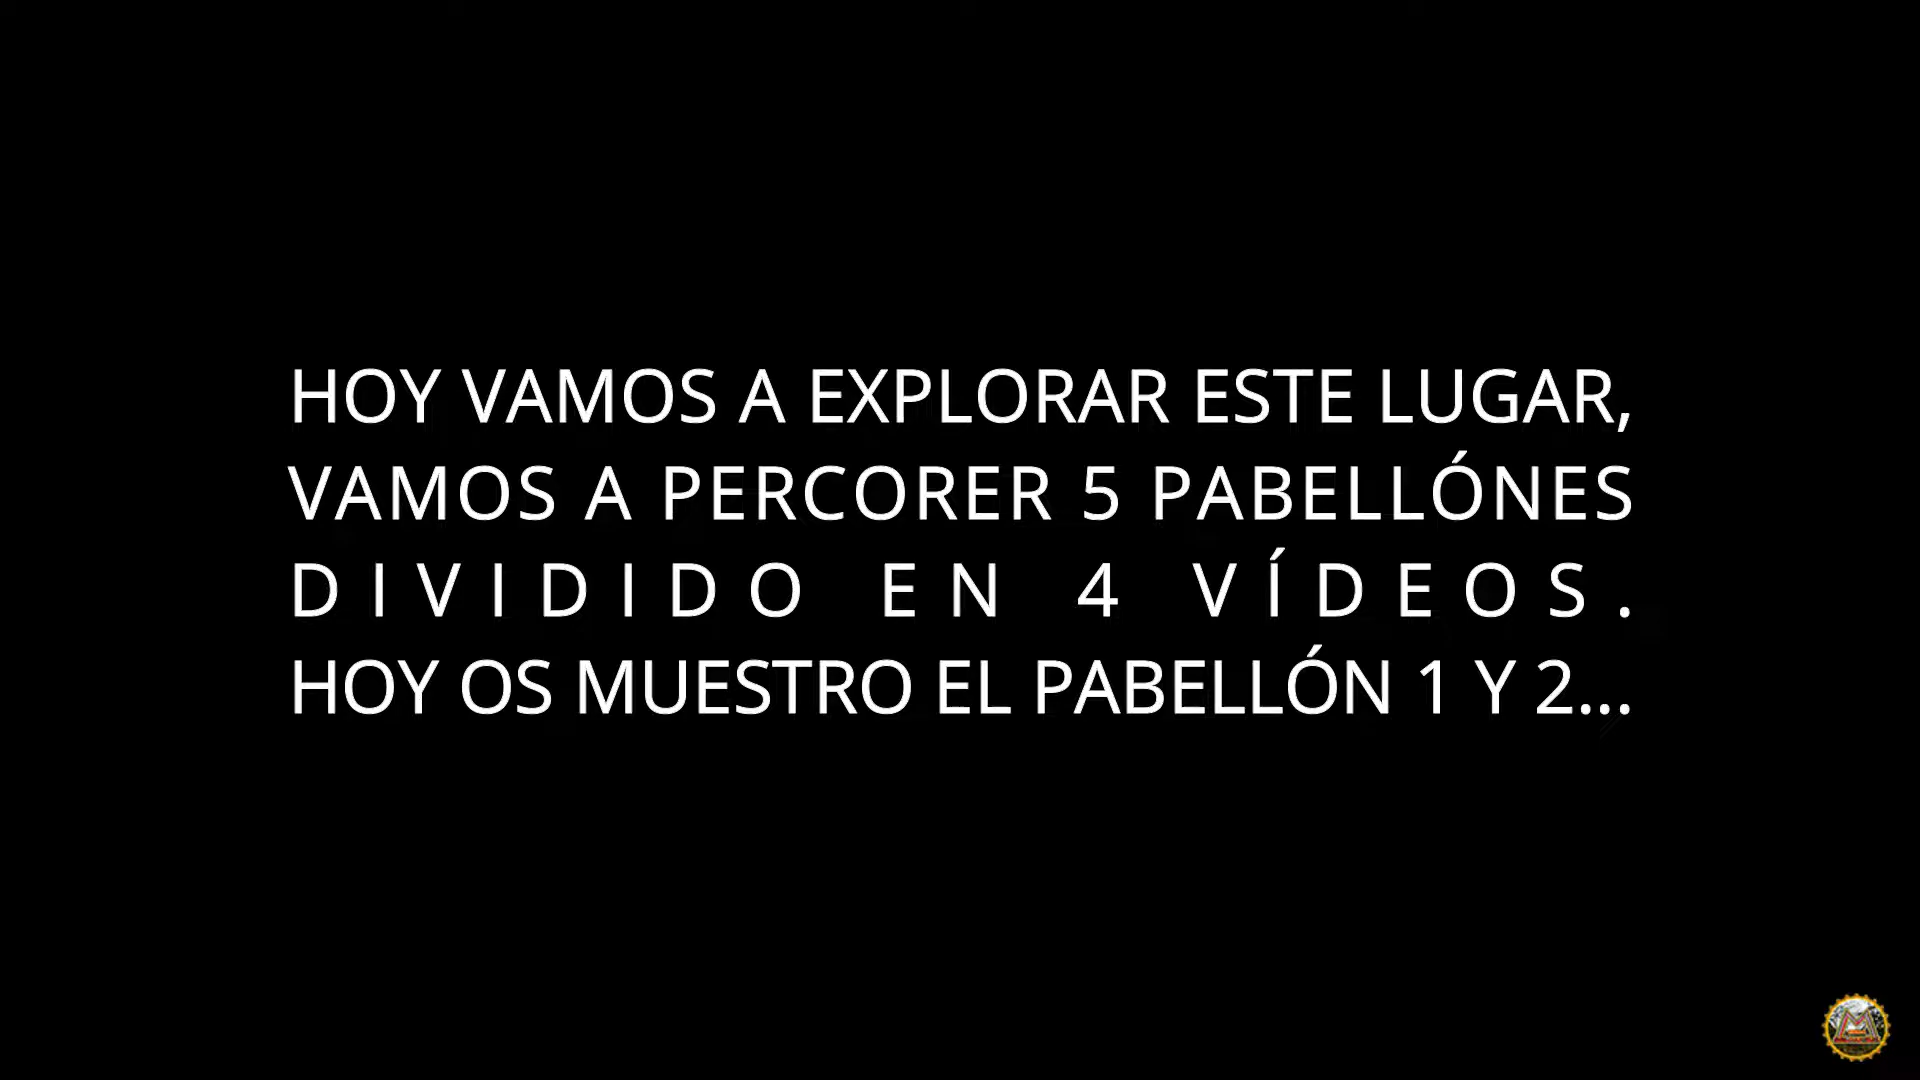 HOY VAMOS A EXPLORAR ESTE LUGAR,
VAMOS A PERCORER 5 PABELLÓNES
DIVIDIDO EN 4 VÍDEOS.
HOY OS MUESTRO EL PABELLÓN 1 Y 2...